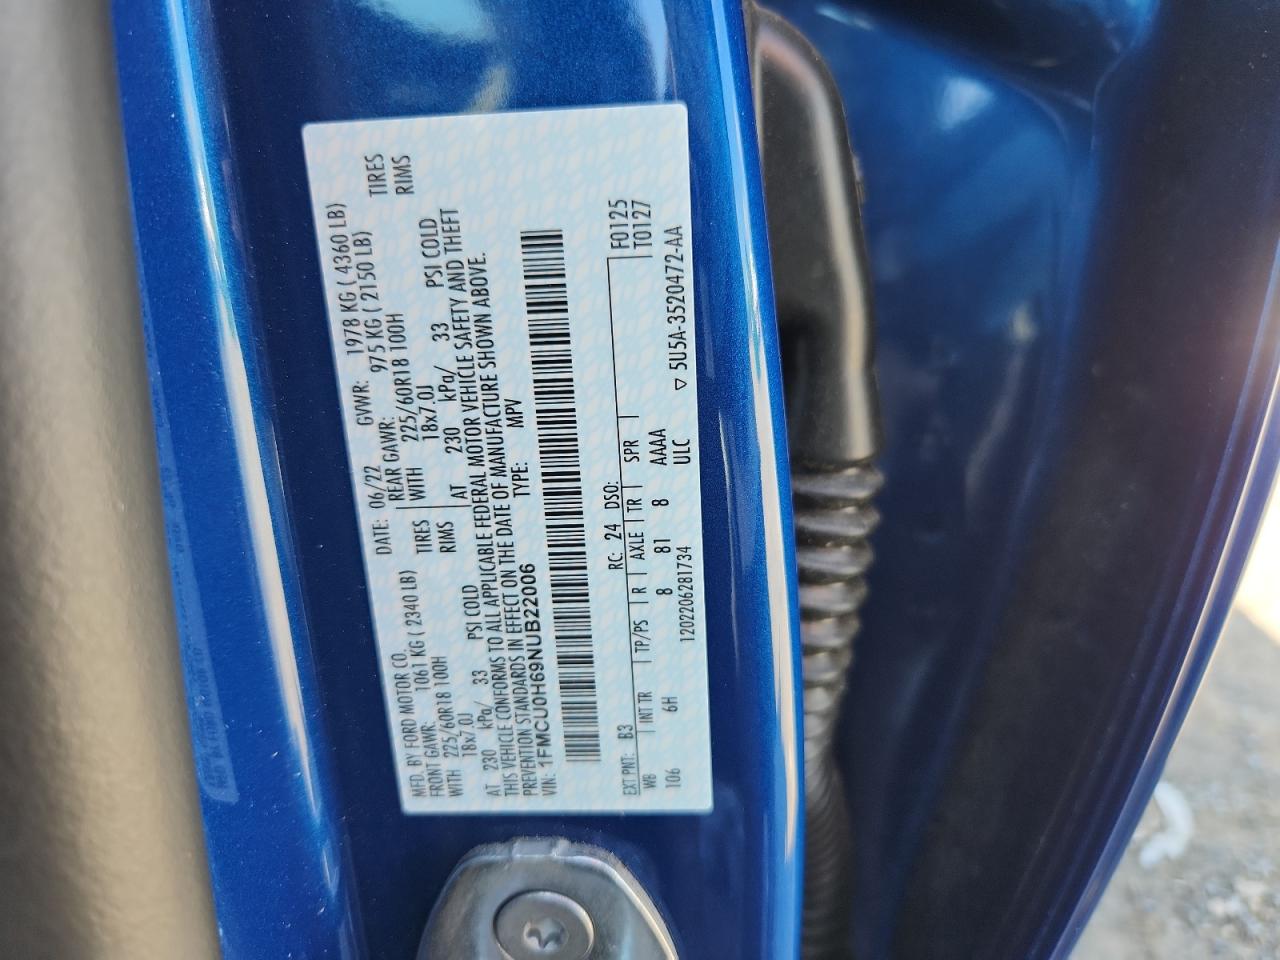 MFD. BY FORD MOTOR CO. DATE: 06/22 GVWR: 1978 KG ( 4360 LB)
FRONT GAWR: 1061 KG ( 2340 LB) REAR GAWR: 975 KG ( 2150 LB)
WITH 225/60R18 100H TIRES WITH 225/60R18 100H TIRES
18x7.0J RIMS 18x7.0J RIMS
AT 230 kPa/ 33 PSI COLD AT 230 kPa/ 33 PSI COLD
THIS VEHICLE CONFORMS TO ALL APPLICABLE FEDERAL MOTOR VEHICLE SAFETY AND THEFT
PREVENTION STANDARDS IN EFFECT ON THE DATE OF MANUFACTURE SHOWN ABOVE.
VIN: 1FMCU0H69NUB22006 TYPE: MPV
F0125
EXT PNT: B3 RC: 24 DSO: T0127
WB INT TR TP/PS R AXLE TR SPR
106 6H 8 81 8 AAAA
1202206281734 ULC ▽ 5U5A-3520472-AA